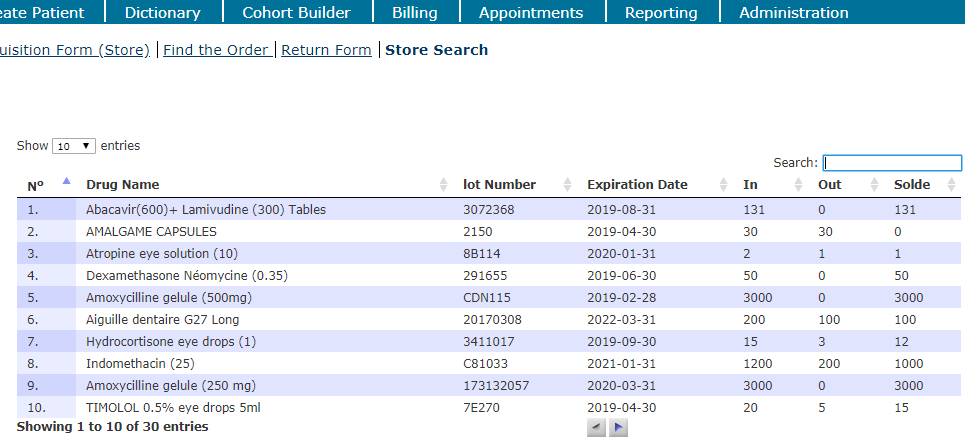 eate Patient Dictionary Cohort Builder Billing Appointments Reporting Administration
uisition Form (Store) Find the Order Return Form Store Search
Show 10 entries
Search:
Nº Drug Name lot Number Expiration Date In Out Solde
1. Abacavir(600)+ Lamivudine (300) Tables 3072368 2019-08-31 131 0 131
2. AMALGAME CAPSULES 2150 2019-04-30 30 30 0
3. Atropine eye solution (10) 8B114 2020-01-31 2 1 1
4. Dexamethasone Néomycine (0.35) 291655 2019-06-30 50 0 50
5. Amoxycilline gelule (500mg) CDN115 2019-02-28 3000 0 3000
6. Aiguille dentaire G27 Long 20170308 2022-03-31 200 100 100
7. Hydrocortisone eye drops (1) 3411017 2019-09-30 15 3 12
8. Indomethacin (25) C81033 2021-01-31 1200 200 1000
9. Amoxycilline gelule (250 mg) 173132057 2020-03-31 3000 0 3000
10. TIMOLOL 0.5% eye drops 5ml 7E270 2019-04-30 20 5 15
Showing 1 to 10 of 30 entries